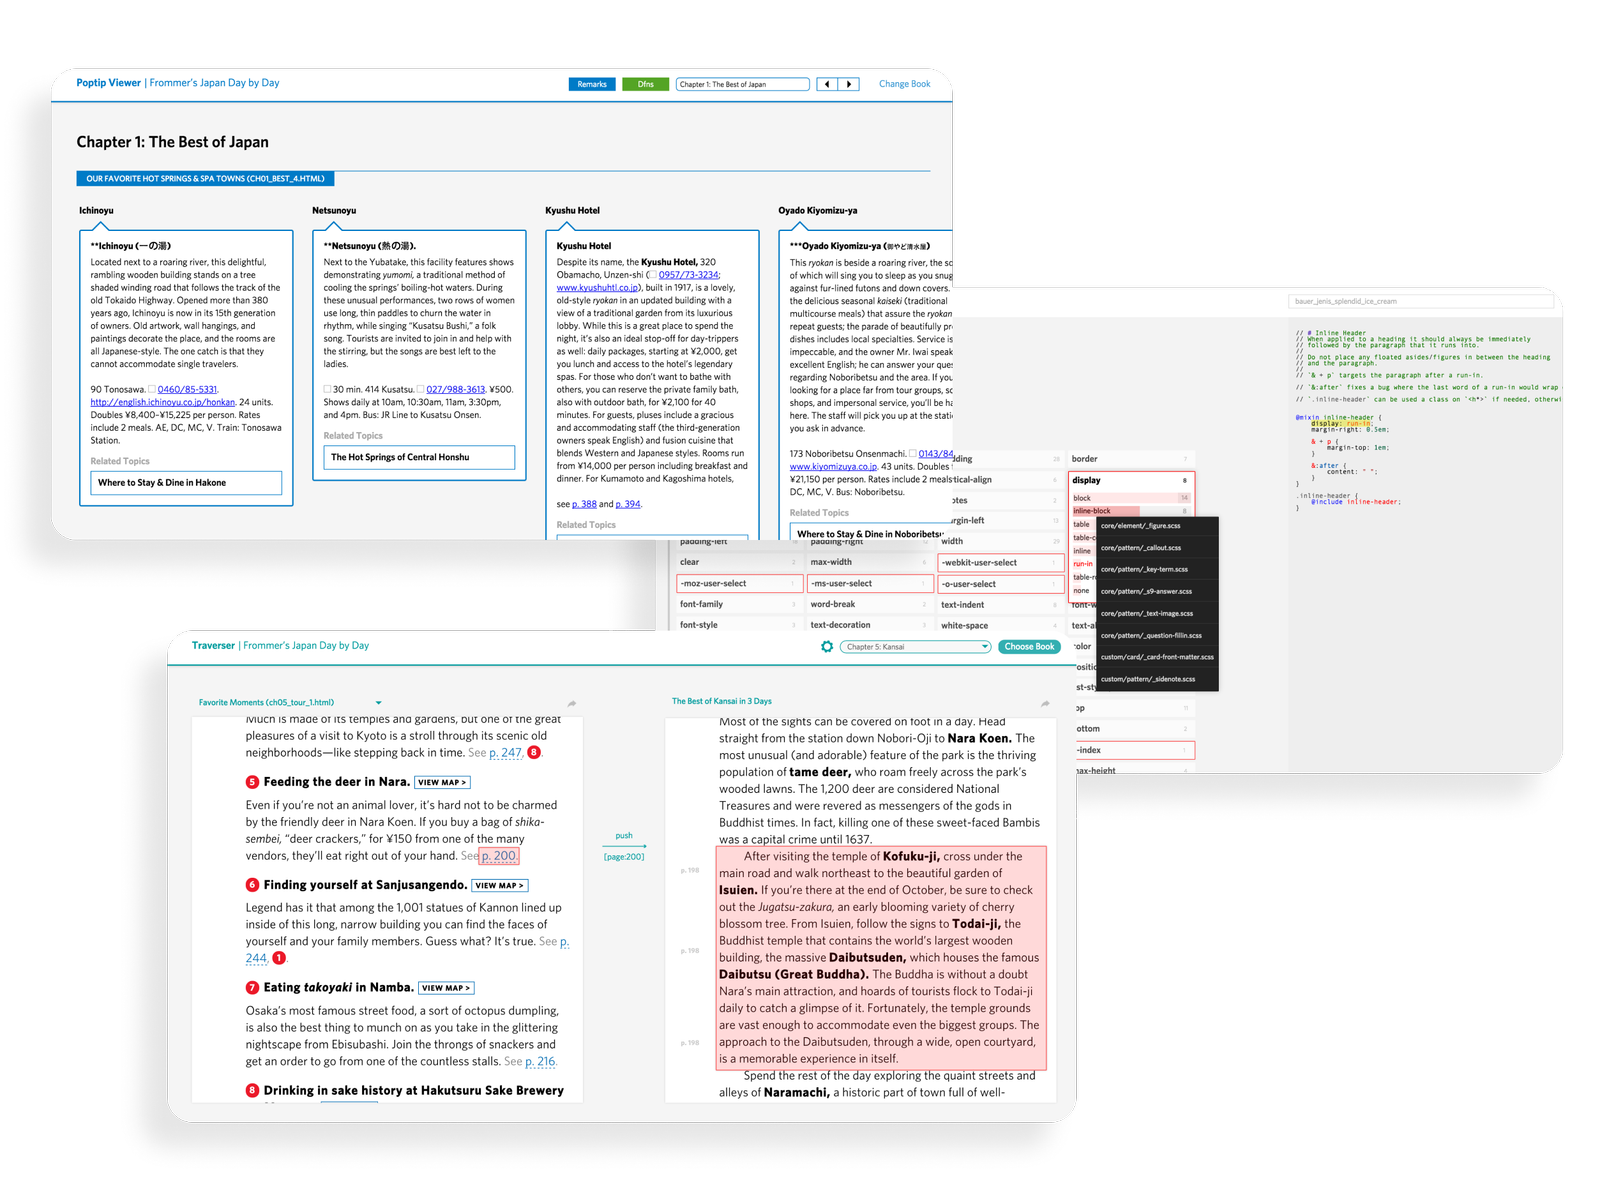 Poptip Viewer | Frommer's Japan Day by Day
Remarks
Dfns
Chapter 1: The Best of Japan
Change Book
Chapter 1: The Best of Japan
OUR FAVORITE HOT SPRINGS & SPA TOWNS (CH01_BEST_4.HTML)
Ichinoyu
**Ichinoyu (一の湯)
Located next to a roaring river, this delightful,
rambling wooden building stands on a tree
shaded winding road that follows the track of the
old Tokaido Highway. Opened more than 380
years ago, Ichinoyu is now in its 15th generation
of owners. Old artwork, wall hangings, and
paintings decorate the place, and the rooms are
all Japanese-style. The one catch is that they
cannot accommodate single travelers.
90 Tonosawa. 0460/85-5331.
http://english.ichinoyu.co.jp/honkan. 24 units.
Doubles ¥8,400–¥15,225 per person. Rates
include 2 meals. AE, DC, MC, V. Train: Tonosawa
Station.
Related Topics
Where to Stay & Dine in Hakone
Netsunoyu
**Netsunoyu (熱の湯).
Next to the Yubatake, this facility features shows
demonstrating yumomi, a traditional method of
cooling the springs' boiling-hot waters. During
these unusual performances, two rows of women
use long, thin paddles to churn the water in
rhythm, while singing "Kusatsu Bushi," a folk
song. Tourists are invited to join in and help with
the stirring, but the songs are best left to the
ladies.
30 min. 414 Kusatsu. 027/988-3613. ¥500.
Shows daily at 10am, 10:30am, 11am, 3:30pm,
and 4pm. Bus: JR Line to Kusatsu Onsen.
Related Topics
The Hot Springs of Central Honshu
Kyushu Hotel
Kyushu Hotel
Despite its name, the Kyushu Hotel, 320
Obamacho, Unzen-shi ( 0957/73-3234;
www.kyushuhtl.co.jp), built in 1917, is a lovely,
old-style ryokan in an updated building with a
view of a traditional garden from its luxurious
lobby. While this is a great place to spend the
night, it's also an ideal stop-off for day-trippers
as well: daily packages, starting at ¥2,000, get
you lunch and access to the hotel's legendary
spas. For those who don't want to bathe with
others, you can reserve the private family bath,
also with outdoor bath, for ¥2,100 for 40
minutes. For guests, pluses include a gracious
and accommodating staff (the third-generation
owners speak English) and fusion cuisine that
blends Western and Japanese styles. Rooms run
from ¥14,000 per person including breakfast and
dinner. For Kumamoto and Kagoshima hotels,
see p. 388 and p. 394.
Oyado Kiyomizu-ya
***Oyado Kiyomizu-ya (御やど清水屋)
This ryokan is beside a roaring river, the so
of which will sing you to sleep as you snug
against fur-lined futons and down covers.
the delicious seasonal kaiseki (traditional
multicourse meals) that assure the ryokan
repeat guests; the parade of beautifully pr
dishes includes local specialties. Service is
impeccable, and the owner Mr. Iwai speak
excellent English; he can answer your ques
regarding Noboribetsu and the area. If you
looking for a place far from tour groups, sc
shops, and impersonal service, you'll be ha
here. The staff will pick you up at the statio
you ask in advance.
173 Noboribetsu Onsenmachi. 0143/84
www.kiyomizuya.co.jp. 43 units. Doubles
¥21,150 per person. Rates include 2 meals
DC, MC, V. Bus: Noboribetsu.
Related Topics
Where to Stay & Dine in Noboribetsu
bauer_jenis_splendid_ice_cream
// # Inline Header
// When applied to a heading it should always be immediately
// followed by the paragraph that it runs into.
//
// Do not place any floated asides/figures in between the heading
// and the paragraph.
//
// `& + p` targets the paragraph after a run-in.
//
// `&:after` fixes a bug where the last word of a run-in would wrap
//
// `.inline-header` can be used a class on `<h*>` if needed, otherwi
@mixin inline-header {
display: run-in;
margin-right: 0.5em;
& + p {
margin-top: 1em;
}
&:after {
content: " ";
}
}
.inline-header {
@include inline-header;
}
dding 28
border 7
tical-align 6
display 8
otes 2
block 14
rgin-left 13
inline-block 8
padding-left
padding-right
width 29
table
table-c
clear 2
max-width 6
-webkit-user-select 1
inline
run-in
-moz-user-select 1
-ms-user-select 1
-o-user-select 1
table-r
none
font-family 3
word-break 2
text-indent 8
font-w
font-style 3
text-decoration 3
white-space 4
text-al
core/element/_figure.scss
core/pattern/_callout.scss
core/pattern/_key-term.scss
core/pattern/_s9-answer.scss
core/pattern/_text-image.scss
core/pattern/_question-fillin.scss
custom/card/_card-front-matter.scss
custom/pattern/_sidenote.scss
olor
ositic
st-sty
op 11
ottom 2
-index 1
max-height 4
Traverser | Frommer's Japan Day by Day
Chapter 5: Kansai
Choose Book
Favorite Moments (ch05_tour_1.html)
Much is made of its temples and gardens, but one of the great
pleasures of a visit to Kyoto is a stroll through its scenic old
neighborhoods—like stepping back in time. See p. 247, 8.
5 Feeding the deer in Nara. VIEW MAP >
Even if you're not an animal lover, it's hard not to be charmed
by the friendly deer in Nara Koen. If you buy a bag of shika-
sembei, "deer crackers," for ¥150 from one of the many
vendors, they'll eat right out of your hand. See p. 200.
6 Finding yourself at Sanjusangendo. VIEW MAP >
Legend has it that among the 1,001 statues of Kannon lined up
inside of this long, narrow building you can find the faces of
yourself and your family members. Guess what? It's true. See p.
244, 1.
7 Eating takoyaki in Namba. VIEW MAP >
Osaka's most famous street food, a sort of octopus dumpling,
is also the best thing to munch on as you take in the glittering
nightscape from Ebisubashi. Join the throngs of snackers and
get an order to go from one of the countless stalls. See p. 216.
8 Drinking in sake history at Hakutsuru Sake Brewery
push
[page:200]
The Best of Kansai in 3 Days
Most of the sights can be covered on foot in a day. Head
straight from the station down Nobori-Oji to Nara Koen. The
most unusual (and adorable) feature of the park is the thriving
population of tame deer, who roam freely across the park's
wooded lawns. The 1,200 deer are considered National
Treasures and were revered as messengers of the gods in
Buddhist times. In fact, killing one of these sweet-faced Bambis
was a capital crime until 1637.
p. 198
After visiting the temple of Kofuku-ji, cross under the
main road and walk northeast to the beautiful garden of
Isuien. If you're there at the end of October, be sure to check
out the Jugatsu-zakura, an early blooming variety of cherry
blossom tree. From Isuien, follow the signs to Todai-ji, the
p. 198
Buddhist temple that contains the world's largest wooden
building, the massive Daibutsuden, which houses the famous
Daibutsu (Great Buddha). The Buddha is without a doubt
Nara's main attraction, and hoards of tourists flock to Todai-ji
daily to catch a glimpse of it. Fortunately, the temple grounds
are vast enough to accommodate even the biggest groups. The
p. 198
approach to the Daibutsuden, through a wide, open courtyard,
is a memorable experience in itself.
Spend the rest of the day exploring the quaint streets and
alleys of Naramachi, a historic part of town full of well-